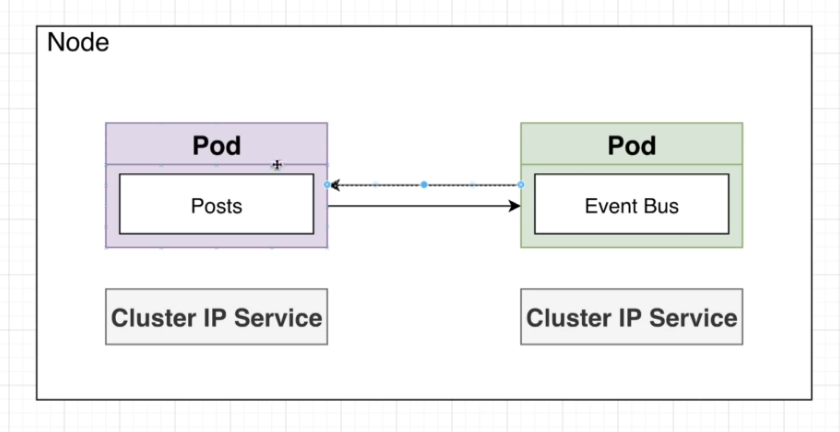 Node
Pod
Pod
Posts
Event Bus
Cluster IP Service
Cluster IP Service